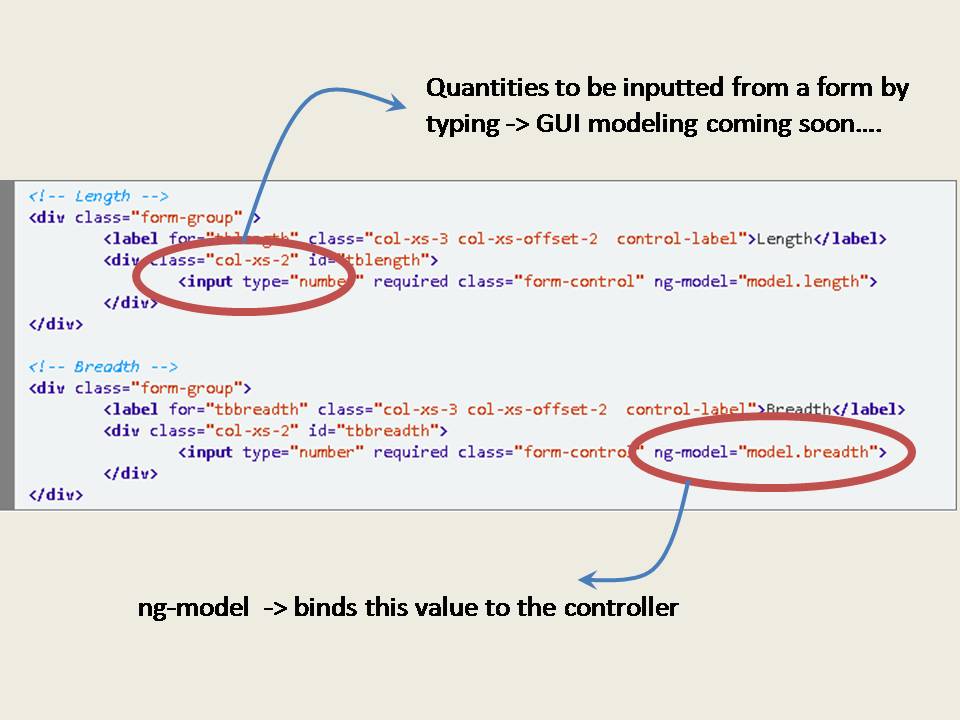 Quantities to be inputted from a form by
typing -> GUI modeling coming soon....
<!-- Length -->
<div class="form-group" >
<label for="tblength" class="col-xs-3 col-xs-offset-2  control-label">Length</label>
<div class="col-xs-2" id="tblength">
<input type="number" required class="form-control" ng-model="model.length">
</div>
</div>
<!-- Breadth -->
<div class="form-group">
<label for="tbbreadth" class="col-xs-3 col-xs-offset-2  control-label">Breadth</label>
<div class="col-xs-2" id="tbbreadth">
<input type="number" required class="form-control" ng-model="model.breadth">
</div>
</div>
ng-model  -> binds this value to the controller